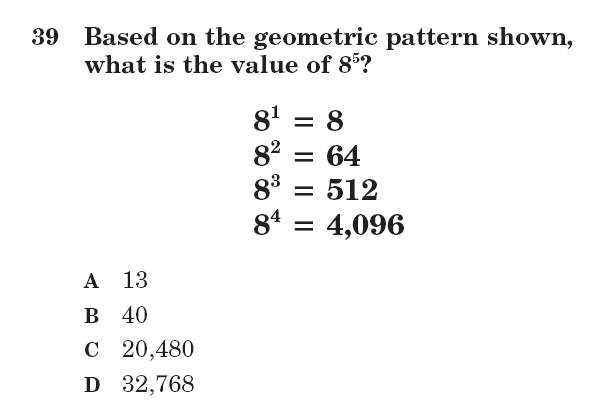 39 Based on the geometric pattern shown,
what is the value of 8⁵?
8¹ = 8
8² = 64
8³ = 512
8⁴ = 4,096
A 13
B 40
C 20,480
D 32,768